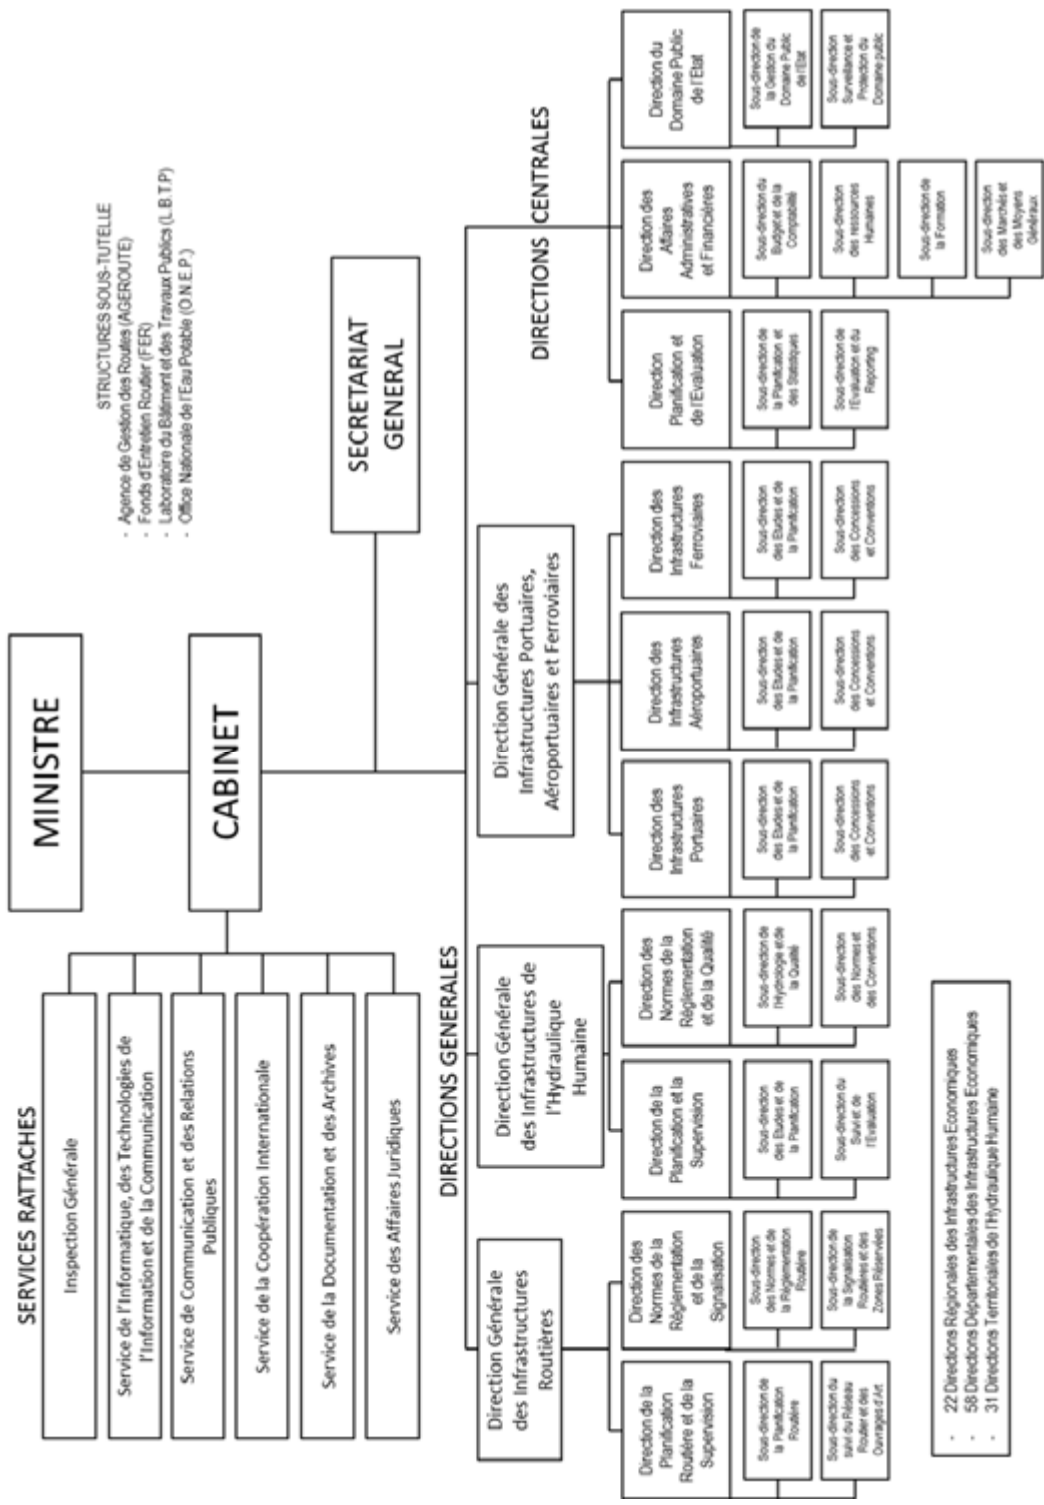 MINISTRE
CABINET
STRUCTURES SOUS-TUTELLE
- Agence de Gestion des Routes (AGEROUTE)
- Fonds d'Entretien Routier (FER)
- Laboratoire du Bâtiment et des Travaux Publics (L.B.T.P)
- Office Nationale de l'Eau Potable (O.N.E.P.)
SECRETARIAT
GENERAL
SERVICES RATTACHES
Inspection Générale
Service de l'Informatique, des Technologies de
l'Information et de la Communication
Service de Communication et des Relations
Publiques
Service de la Coopération Internationale
Service de la Documentation et des Archives
Service des Affaires Juridiques
DIRECTIONS GENERALES
DIRECTIONS CENTRALES
Direction Générale
des Infrastructures
Routières
Direction Générale
des Infrastructures de
l'Hydraulique
Humaine
Direction Générale des
Infrastructures Portuaires,
Aéroportuaires et Ferroviaires
Direction de la
Planification
Routière et de la
Supervision
Sous-direction de
la Planification
Routière
Sous-direction du
suivi du Réseau
Routier et des
Ouvrages d'Art
Direction des
Normes de la
Règlementation
et de la
Signalisation
Sous-direction
des Normes et de
la Règlementation
Routière
Sous-direction de
la Signalisation
Routières et des
Zones Réservées
Direction de la
Planification et la
Supervision
Sous-direction
des Etudes et de
la Planification
Sous-direction du
Suivi et de
l'Evaluation
Direction des
Normes de la
Règlementation
et de la Qualité
Sous-direction de
l'Hydrologie et de
la Qualité
Sous-direction
des Normes et
des Conventions
Direction des
Infrastructures
Portuaires
Sous-direction
des Etudes et de
la Planification
Sous-direction
des Concessions
et Conventions
Direction des
Infrastructures
Aéroportuaires
Sous-direction
des Etudes et de
la Planification
Sous-direction
des Concessions
et Conventions
Direction des
Infrastructures
Ferroviaires
Sous-direction
des Etudes et de
la Planification
Sous-direction
des Concessions
et Conventions
Direction
Planification et
de l'Evaluation
Sous-direction de
la Planification et
des Statistiques
Sous-direction de
l'Evaluation et du
Reporting
Direction des
Affaires
Administratives
et Financières
Sous-direction du
Budget et de la
Comptabilité
Sous-direction
des ressources
Humaines
Sous-direction de
la Formation
Sous-direction
des Marchés et
des Moyens
Généraux
Direction du
Domaine Public
de l'Etat
Sous-direction de
la Gestion du
Domaine Public
de l'Etat
Sous-direction
Surveillance et
Protection du
Domaine public
- 22 Directions Régionales des Infrastructures Economiques
- 58 Directions Départementales des Infrastructures Economiques
- 31 Directions Territoriales de l'Hydraulique Humaine